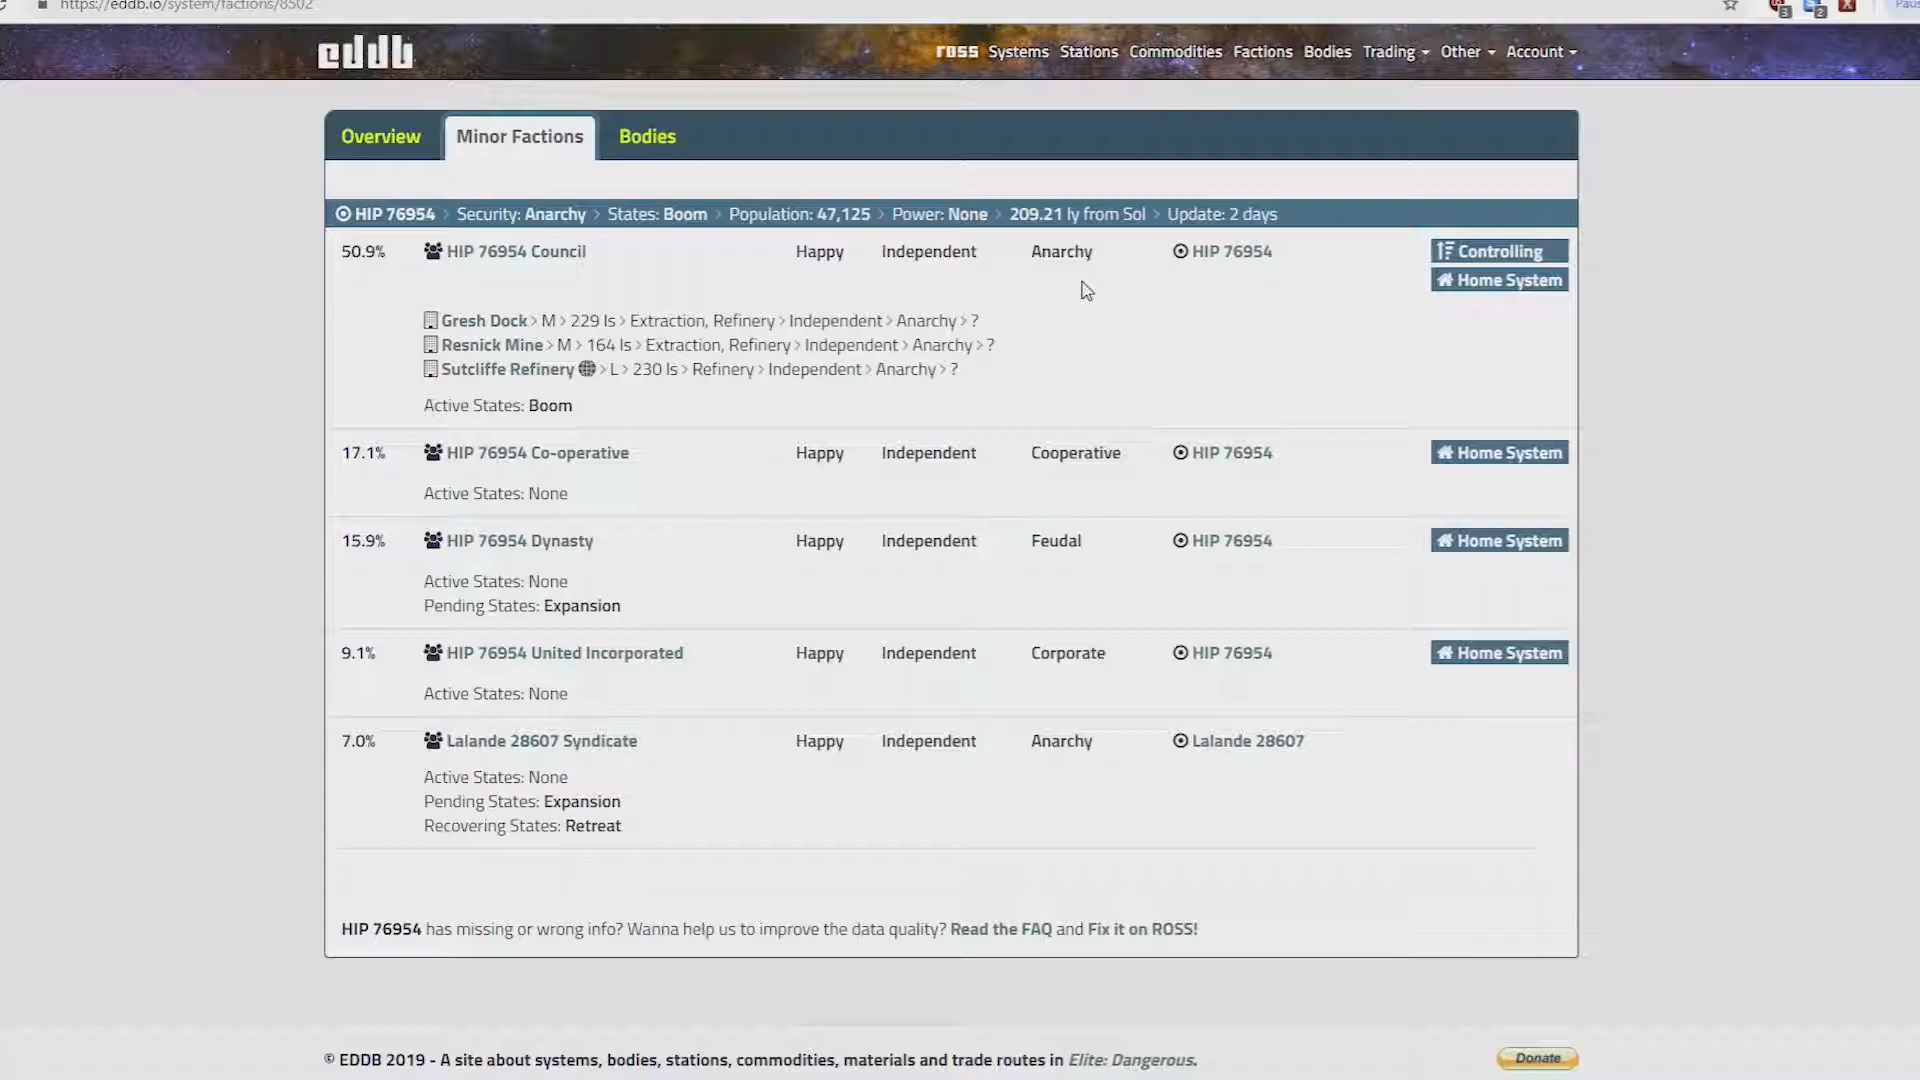 https://eddb.io/system/factions/8502
3
2
Paus
eddb
ross Systems Stations Commodities Factions Bodies Trading Other Account
Overview Minor Factions Bodies
HIP 76954 > Security: Anarchy > States: Boom > Population: 47,125 > Power: None > 209.21 ly from Sol > Update: 2 days
50.9% HIP 76954 Council Happy Independent Anarchy HIP 76954 Controlling
Home System
Gresh Dock > M > 229 ls > Extraction, Refinery > Independent > Anarchy > ?
Resnick Mine > M > 164 ls > Extraction, Refinery > Independent > Anarchy > ?
Sutcliffe Refinery > L > 230 ls > Refinery > Independent > Anarchy > ?
Active States: Boom
17.1% HIP 76954 Co-operative Happy Independent Cooperative HIP 76954 Home System
Active States: None
15.9% HIP 76954 Dynasty Happy Independent Feudal HIP 76954 Home System
Active States: None
Pending States: Expansion
9.1% HIP 76954 United Incorporated Happy Independent Corporate HIP 76954 Home System
Active States: None
7.0% Lalande 28607 Syndicate Happy Independent Anarchy Lalande 28607
Active States: None
Pending States: Expansion
Recovering States: Retreat
HIP 76954 has missing or wrong info? Wanna help us to improve the data quality? Read the FAQ and Fix it on ROSS!
© EDDB 2019 - A site about systems, bodies, stations, commodities, materials and trade routes in Elite: Dangerous.
Donate